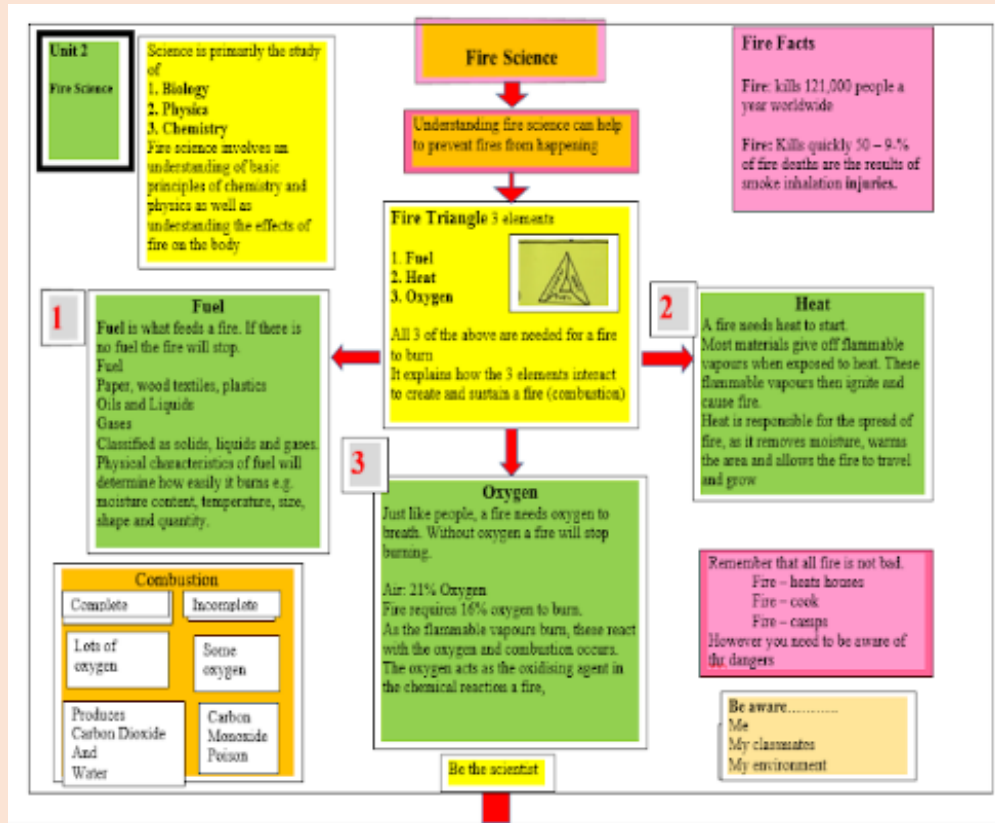 Unit 2
Fire Science
Science is primarily the study
of
1. Biology
2. Physica
3. Chemistry
Fire science involves an
understanding of basic
principles of chemistry and
physics as well as
understanding the effects of
fire on the body
Fire Science
Understanding fire science can help
to prevent fires from happening
Fire Facts
Fire: kills 121,000 people a
year worldwide
Fire: Kills quickly 50 – 9-%
of fire deaths are the results of
smoke inhalation injuries.
Fire Triangle 3 elements
1. Fuel
2. Heat
3. Oxygen
All 3 of the above are needed for a fire
to burn
It explains how the 3 elements interact
to create and sustain a fire (combustion)
1
Fuel
Fuel is what feeds a fire. If there is
no fuel the fire will stop.
Fuel
Paper, wood textiles, plastics
Oils and Liquids
Gases
Classified as solids, liquids and gases.
Physical characteristics of fuel will
determine how easily it burns e.g.
moisture content, temperature, size,
shape and quantity.
2
Heat
A fire needs heat to start.
Most materials give off flammable
vapours when exposed to heat. These
flammable vapours then ignite and
cause fire.
Heat is responsible for the spread of
fire, as it removes moisture, warms
the area and allows the fire to travel
and grow
3
Oxygen
Just like people, a fire needs oxygen to
breath. Without oxygen a fire will stop
burning.
Air: 21% Oxygen
Fire requires 16% oxygen to burn.
As the flammable vapours burn, these react
with the oxygen and combustion occurs.
The oxygen acts as the oxidising agent in
the chemical reaction a fire,
Combustion
Complete
Incomplete
Lots of
oxygen
Some
oxygen
Produces
Carbon Dioxide
And
Water
Carbon
Monoxide
Poison
Remember that all fire is not bad.
Fire – heats houses
Fire – cook
Fire – camps
However you need to be aware of
thr dangers
Be aware.............
Me
My classmates
My environment
Be the scientist